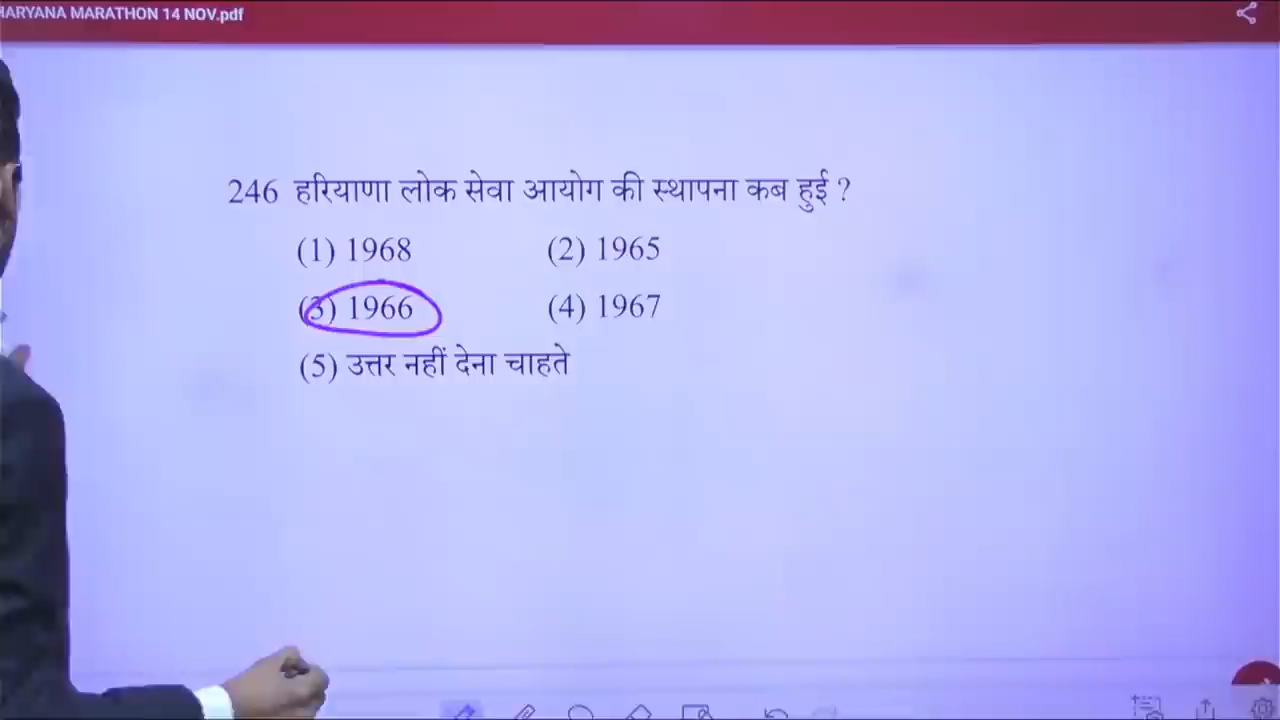 HARYANA MARATHON 14 NOV.pdf
246 हरियाणा लोक सेवा आयोग की स्थापना कब हुई ?
(1) 1968 (2) 1965
(3) 1966 (4) 1967
(5) उत्तर नहीं देना चाहते